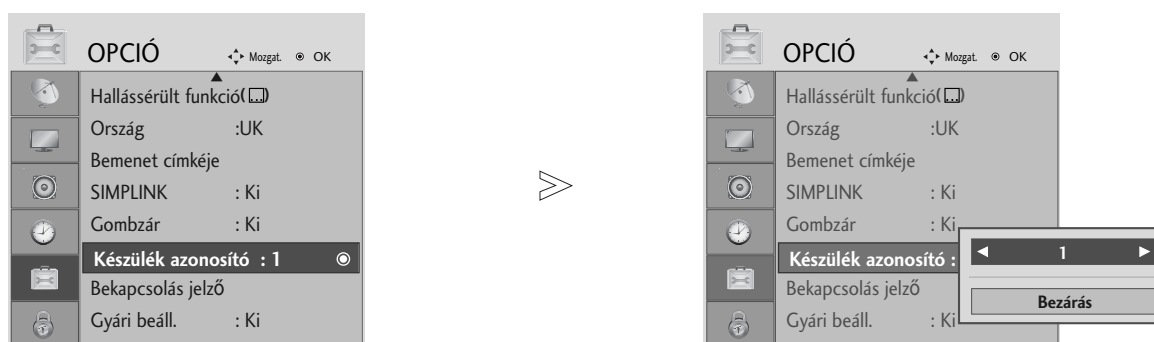 OPCIÓ Mozgat. OK
Hallássérült funkció( )
Ország :UK
Bemenet címkéje
SIMPLINK : Ki
Gombzár : Ki
Készülék azonosító : 1
Bekapcsolás jelző
Gyári beáll. : Ki
OPCIÓ Mozgat. OK
Hallássérült funkció( )
Ország :UK
Bemenet címkéje
SIMPLINK : Ki
Gombzár : Ki
Készülék azonosító :
1
Bekapcsolás jelző
Bezárás
Gyári beáll. : Ki